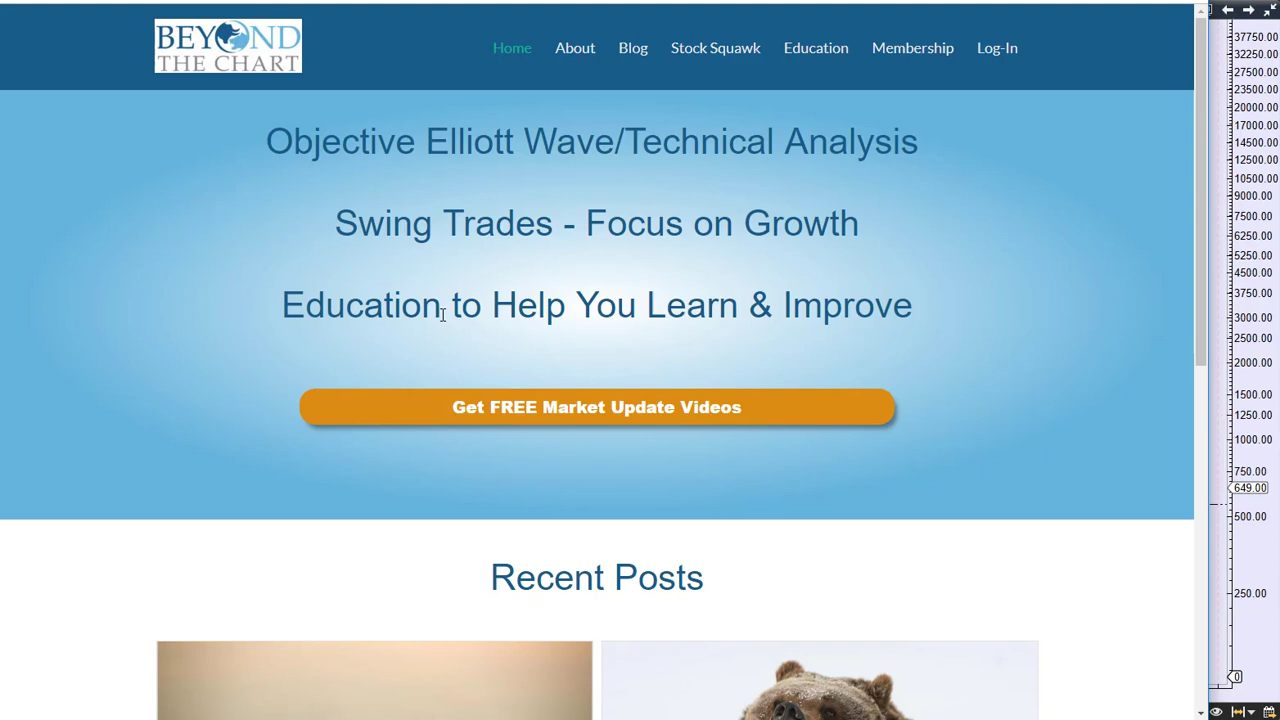 BEYOND
THE CHART
Home
About
Blog
Stock Squawk
Education
Membership
Log-In
Objective Elliott Wave/Technical Analysis
Swing Trades - Focus on Growth
Education to Help You Learn & Improve
Get FREE Market Update Videos
Recent Posts
37750.00
32250.00
27500.00
23500.00
20000.00
17000.00
14500.00
12500.00
10500.00
9000.00
7500.00
6250.00
5250.00
4500.00
3750.00
3000.00
2500.00
2000.00
1500.00
1250.00
1000.00
750.00
649.00
500.00
250.00
0